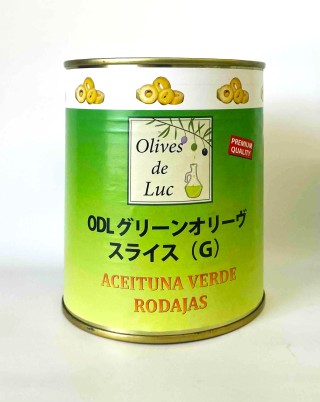 Olives
de
Luc
PREMIUM
QUALITY
ODLグリーンオリーヴ
スライス（G）
ACEITUNA VERDE
RODAJAS